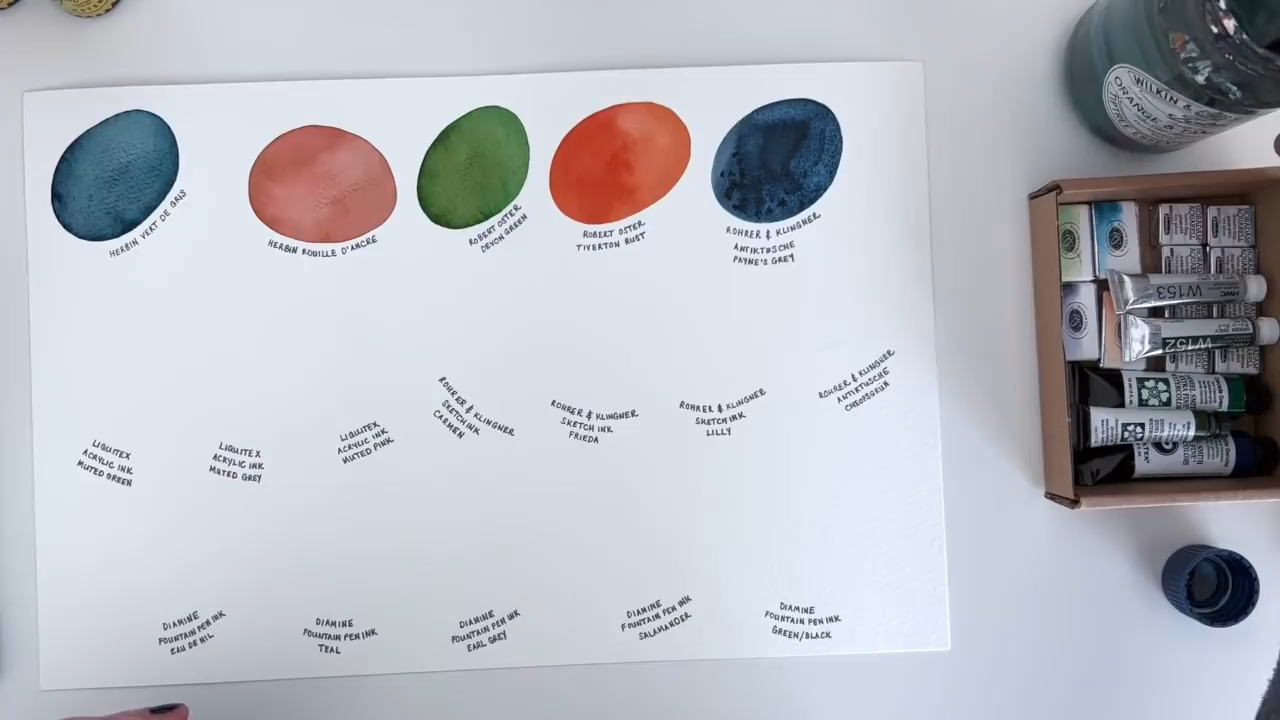 HERBIN VERT DE GRIS
HERBIN ROUILLE D'ANCRE
ROBERT OSTER
DEVON GREEN
ROBERT OSTER
TIVERTON RUST
ROHRER & KLINGNER
ANTIKTUSCHE
PAYNE'S GREY
LIQUITEX
ACRYLIC INK
MUTED GREEN
LIQUITEX
ACRYLIC INK
MUTED GREY
LIQUITEX
ACRYLIC INK
MUTED PINK
ROHRER & KLINGNER
SKETCH INK
CARMEN
ROHRER & KLINGNER
SKETCH INK
FRIEDA
ROHRER & KLINGNER
SKETCH INK
LILLY
ROHRER & KLINGNER
ANTIKTUSCHE
CHEOPSGRÜN
DIAMINE
FOUNTAIN PEN INK
EAU DE NIL
DIAMINE
FOUNTAIN PEN INK
TEAL
DIAMINE
FOUNTAIN PEN INK
EARL GREY
DIAMINE
FOUNTAIN PEN INK
SALAMANDER
DIAMINE
FOUNTAIN PEN INK
GREEN/BLACK
WILKIN &
ORANGE &
W153
HWC
W152
HWC
GREEN GREY